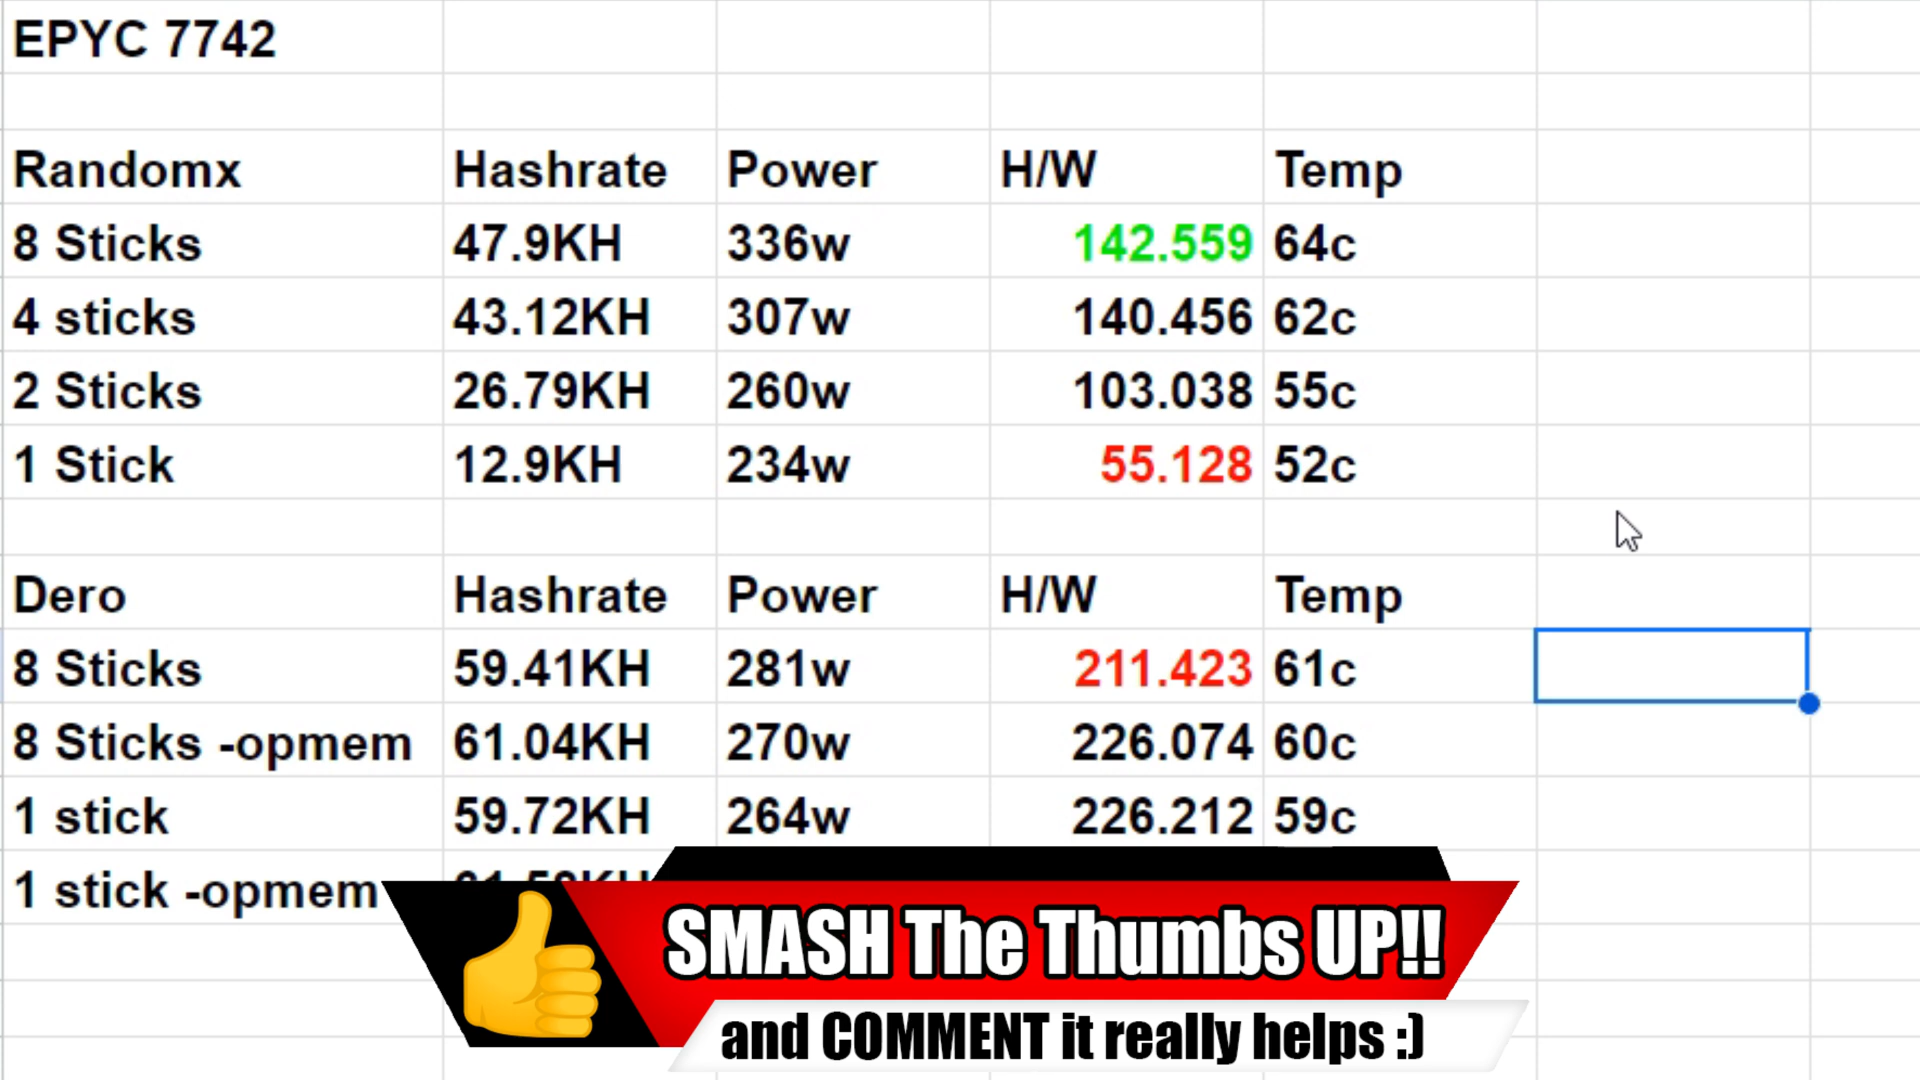 EPYC 7742
Randomx Hashrate Power H/W Temp
8 Sticks 47.9KH 336w 142.559 64c
4 sticks 43.12KH 307w 140.456 62c
2 Sticks 26.79KH 260w 103.038 55c
1 Stick 12.9KH 234w 55.128 52c
Dero Hashrate Power H/W Temp
8 Sticks 59.41KH 281w 211.423 61c
8 Sticks -opmem 61.04KH 270w 226.074 60c
1 stick 59.72KH 264w 226.212 59c
1 stick -opmem
SMASH The Thumbs UP!!
and COMMENT it really helps :)